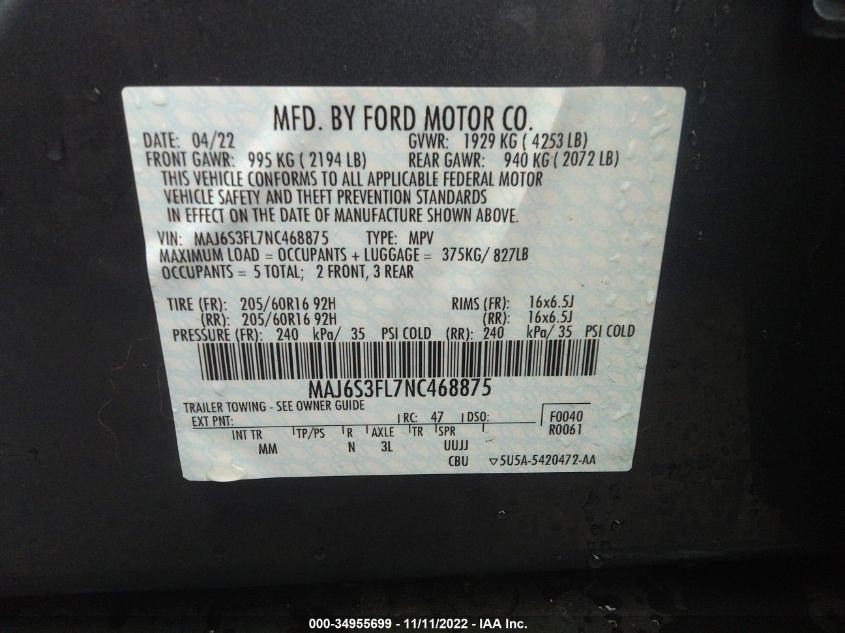 MFD. BY FORD MOTOR CO.
DATE: 04/22 GVWR: 1929 KG ( 4253 LB)
FRONT GAWR: 995 KG ( 2194 LB) REAR GAWR: 940 KG ( 2072 LB)
THIS VEHICLE CONFORMS TO ALL APPLICABLE FEDERAL MOTOR
VEHICLE SAFETY AND THEFT PREVENTION STANDARDS
IN EFFECT ON THE DATE OF MANUFACTURE SHOWN ABOVE.
VIN: MAJ6S3FL7NC468875 TYPE: MPV
MAXIMUM LOAD = OCCUPANTS + LUGGAGE = 375KG/ 827LB
OCCUPANTS = 5 TOTAL; 2 FRONT, 3 REAR
TIRE (FR): 205/60R16 92H RIMS (FR): 16x6.5J
(RR): 205/60R16 92H (RR): 16x6.5J
PRESSURE (FR): 240 kPa/ 35 PSI COLD (RR): 240 kPa/ 35 PSI COLD
MAJ6S3FL7NC468875
TRAILER TOWING - SEE OWNER GUIDE
EXT PNT: RC: 47 DSO: F0040
INT TR TP/PS R AXLE TR SPR R0061
MM N 3L UUJJ
CBU ▽5U5A-5420472-AA
000-34955699 - 11/11/2022 - IAA Inc.